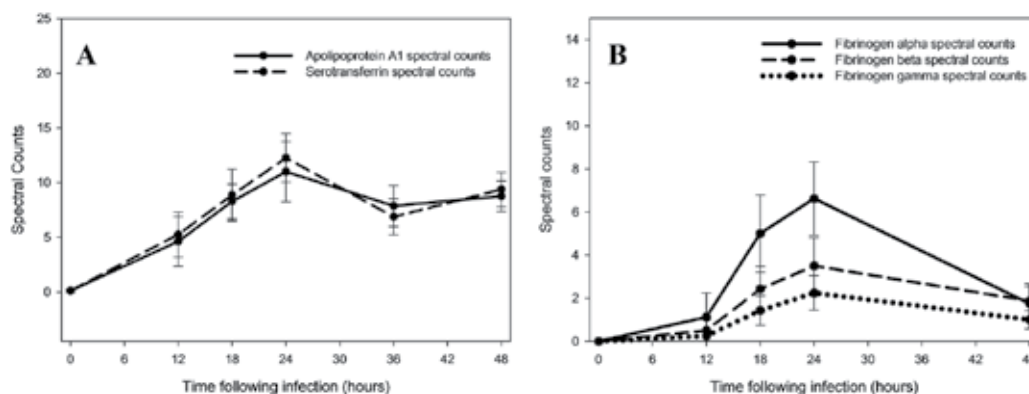 25
20
15
10
5
0
Spectral Counts
A
Apolipoprotein A1 spectral counts
Serotransferrin spectral counts
0 6 12 18 24 30 36 42 48
Time following infection (hours)
14
12
10
8
6
4
2
0
Spectral counts
B
Fibrinogen alpha spectral counts
Fibrinogen beta spectral counts
Fibrinogen gamma spectral counts
0 6 12 18 24 30 36 42
Time following infection (hours)